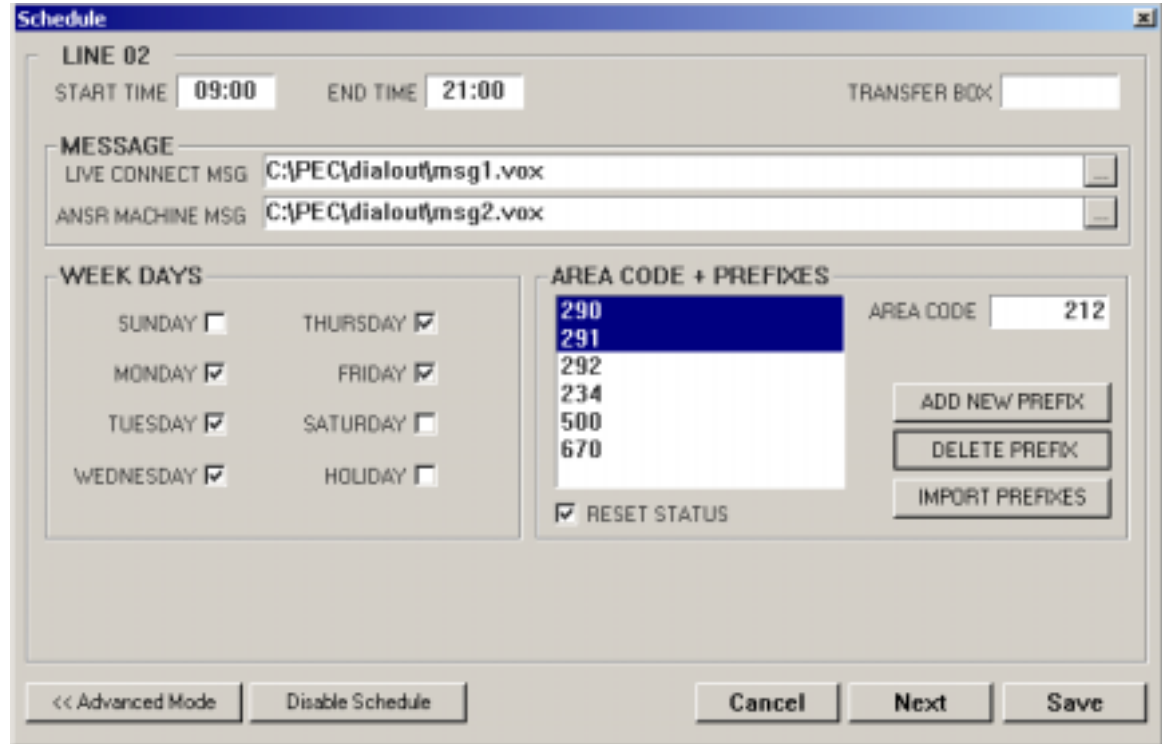 Schedule
LINE 02
START TIME 09:00 END TIME 21:00 TRANSFER BOX
MESSAGE
LIVE CONNECT MSG C:\PEC\dialout\msg1.vox ...
ANSR MACHINE MSG C:\PEC\dialout\msg2.vox ...
WEEK DAYS
SUNDAY THURSDAY
MONDAY FRIDAY
TUESDAY SATURDAY
WEDNESDAY HOLIDAY
AREA CODE + PREFIXES
290
291
292
234
500
670
RESET STATUS
AREA CODE 212
ADD NEW PREFIX
DELETE PREFIX
IMPORT PREFIXES
<< Advanced Mode Disable Schedule Cancel Next Save